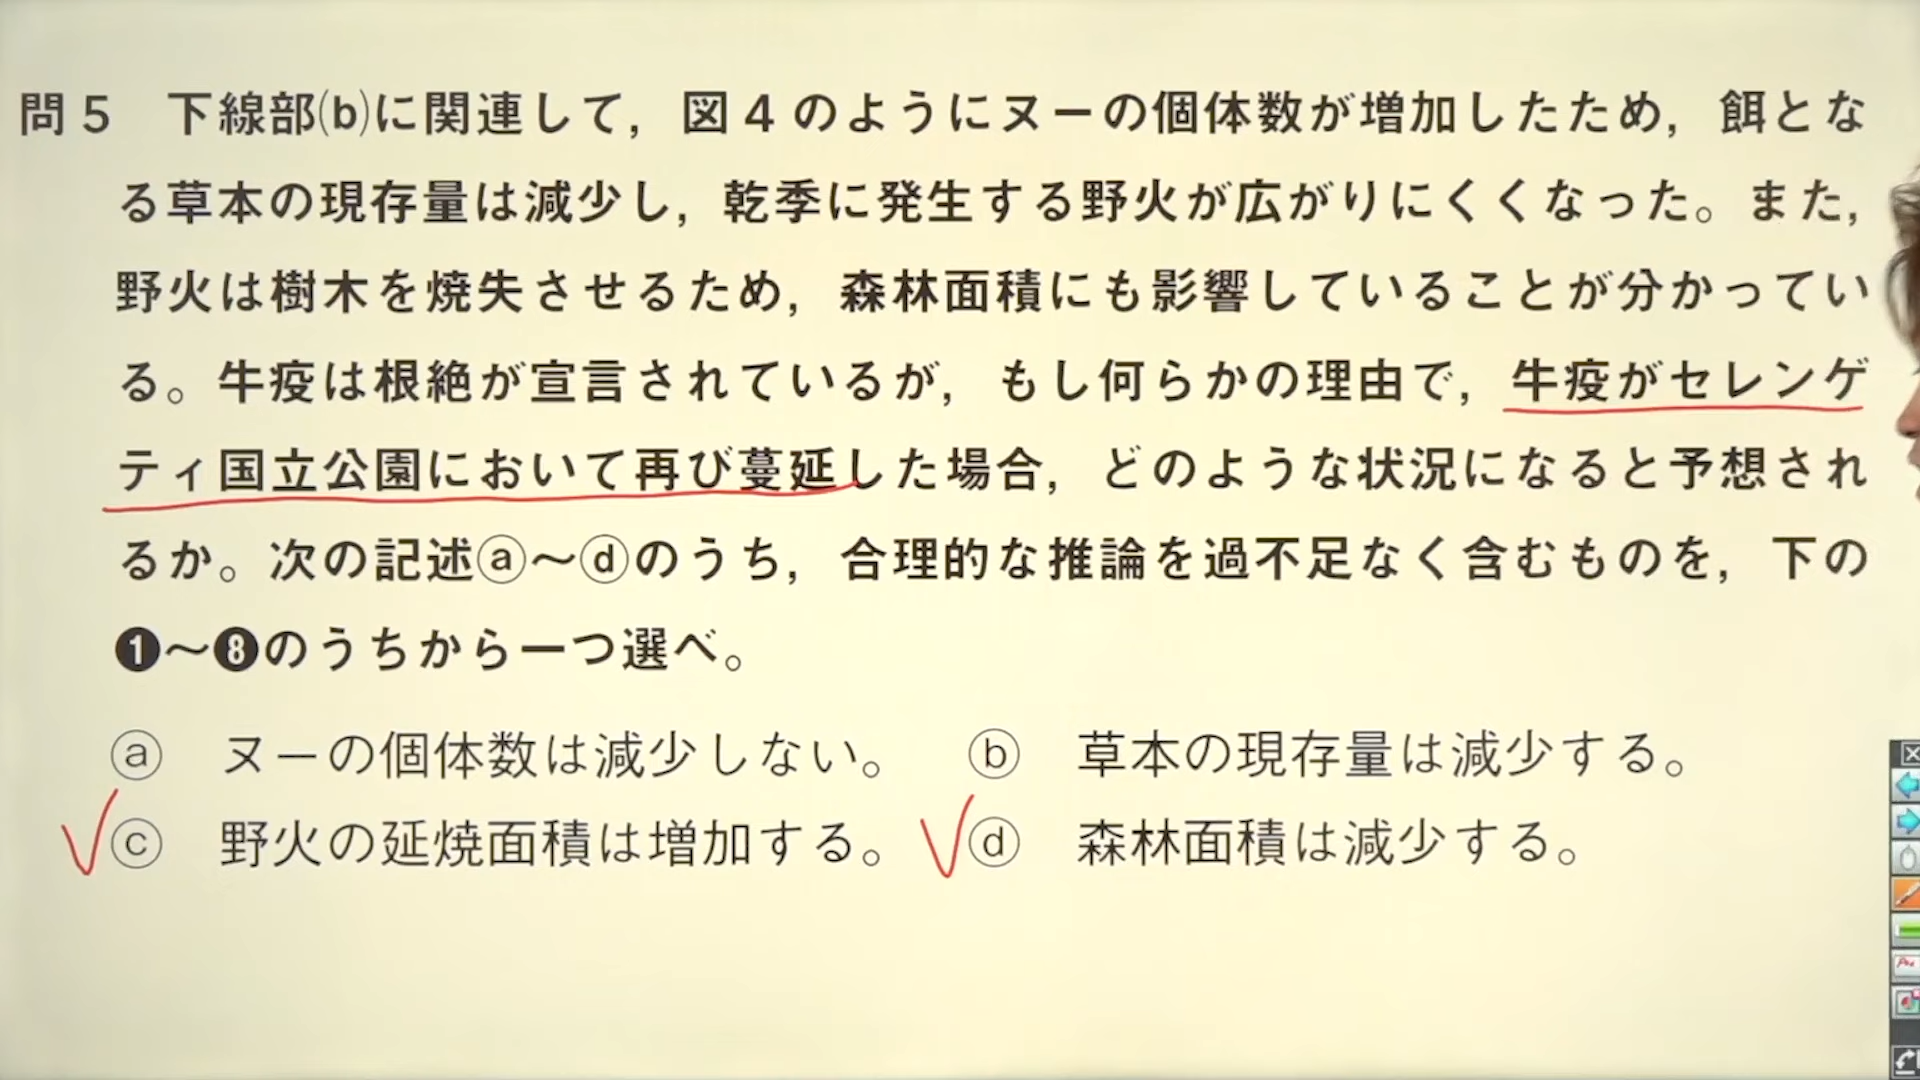 問5 下線部(b)に関連して，図4のようにヌーの個体数が増加したため，餌とな
る草本の現存量は減少し，乾季に発生する野火が広がりにくくなった。また，
野火は樹木を焼失させるため，森林面積にも影響していることが分かってい
る。牛疫は根絶が宣言されているが，もし何らかの理由で，牛疫がセレンゲ
ティ国立公園において再び蔓延した場合，どのような状況になると予想され
るか。次の記述ⓐ～ⓓのうち，合理的な推論を過不足なく含むものを，下の
❶～❽のうちから一つ選べ。
ⓐ ヌーの個体数は減少しない。 ⓑ 草本の現存量は減少する。
ⓒ 野火の延焼面積は増加する。 ⓓ 森林面積は減少する。